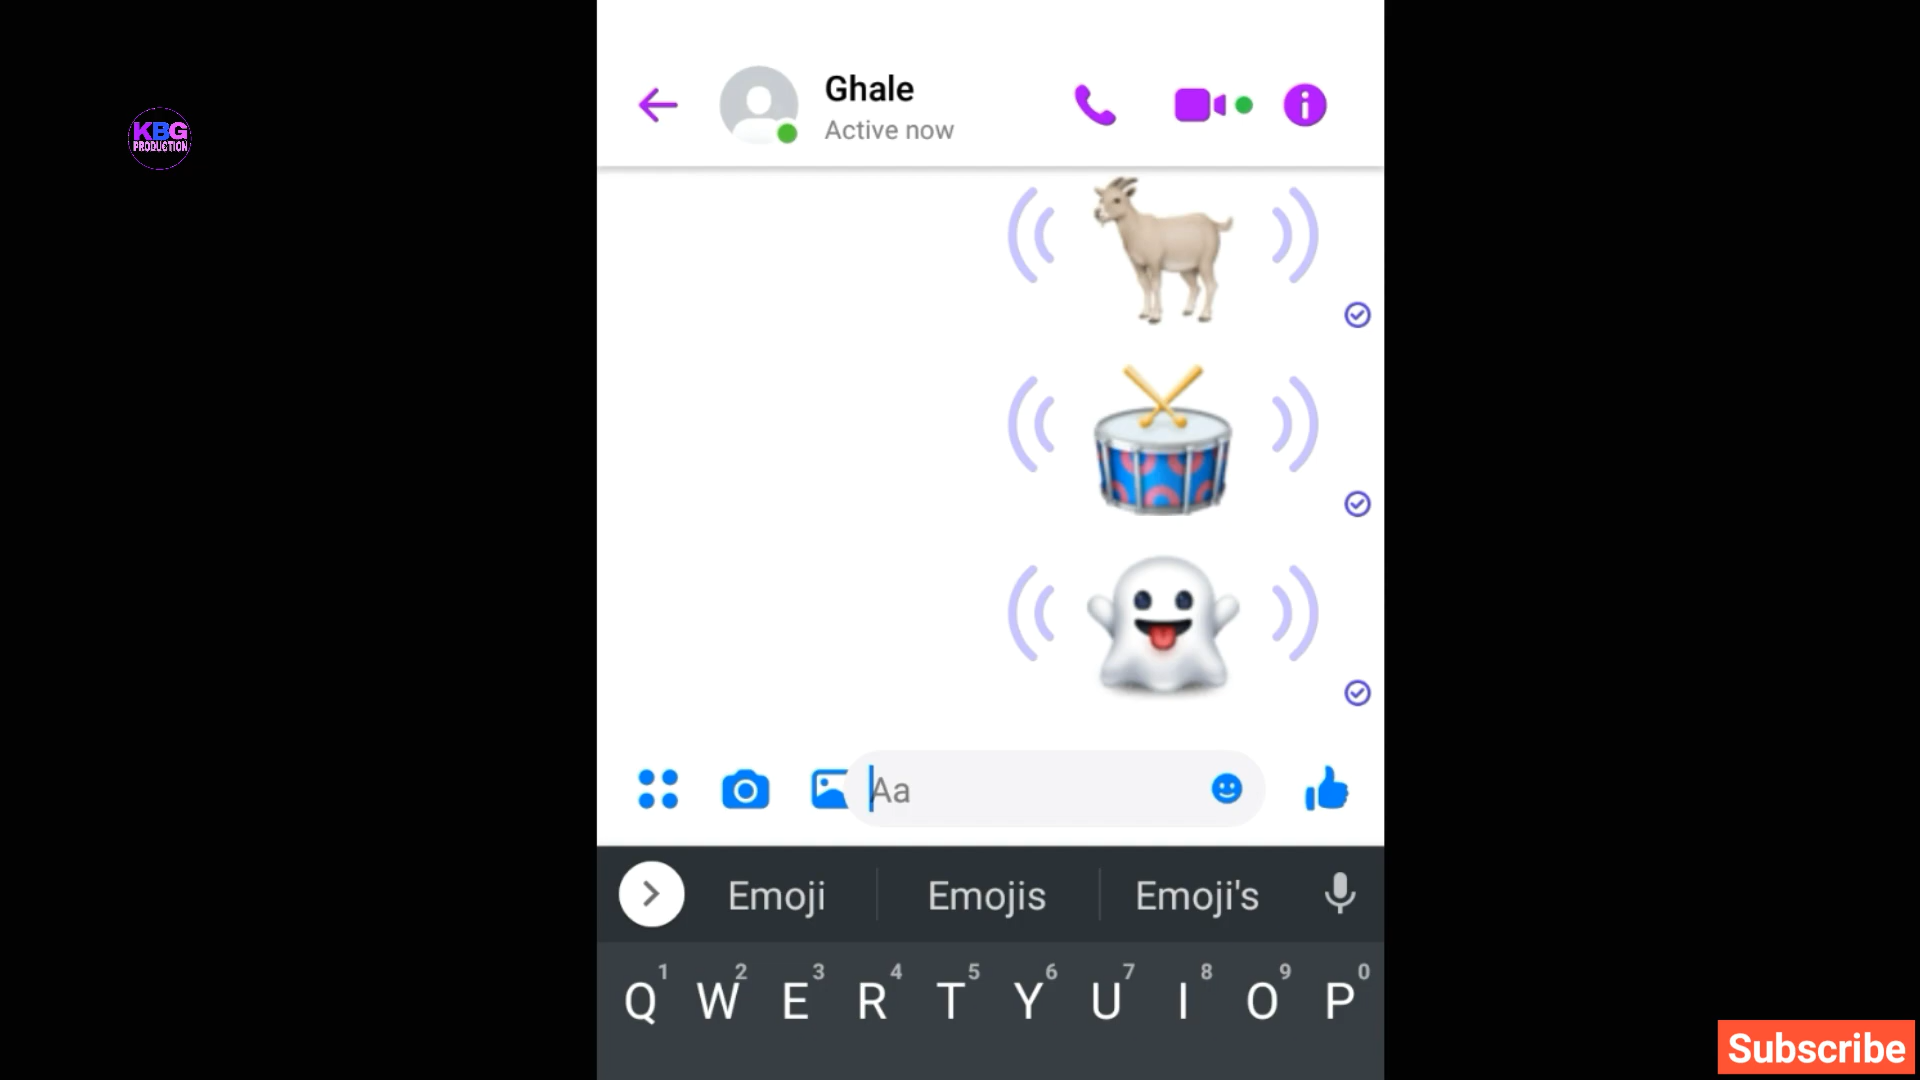 KBG
PRODUCTION
Ghale
Active now
Aa
Emoji
Emojis
Emoji's
1 2 3 4 5 6 7 8 9 0
Q W E R T Y U I O P
Subscribe